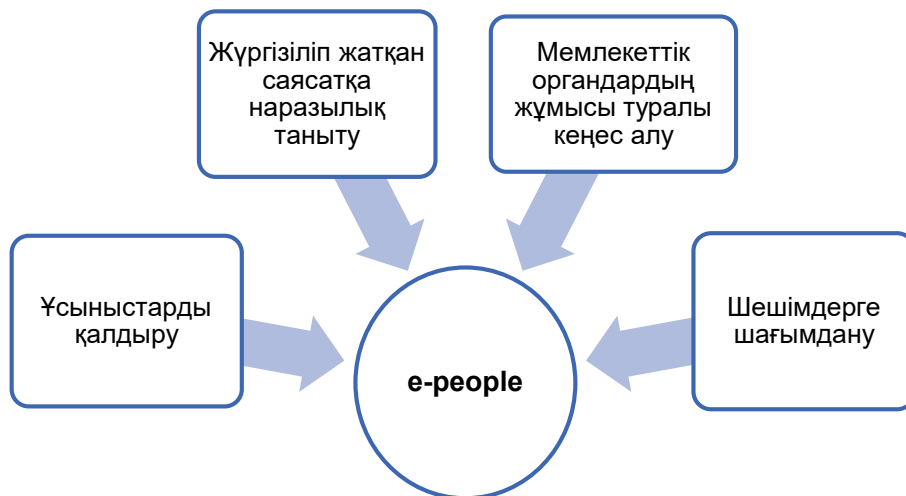 Жүргізіліп жатқан
саясатқа
наразылық
таныту
Мемлекеттік
органдардың
жұмысы туралы
кеңес алу
Ұсыныстарды
қалдыру
Шешімдерге
шағымдану
e-people